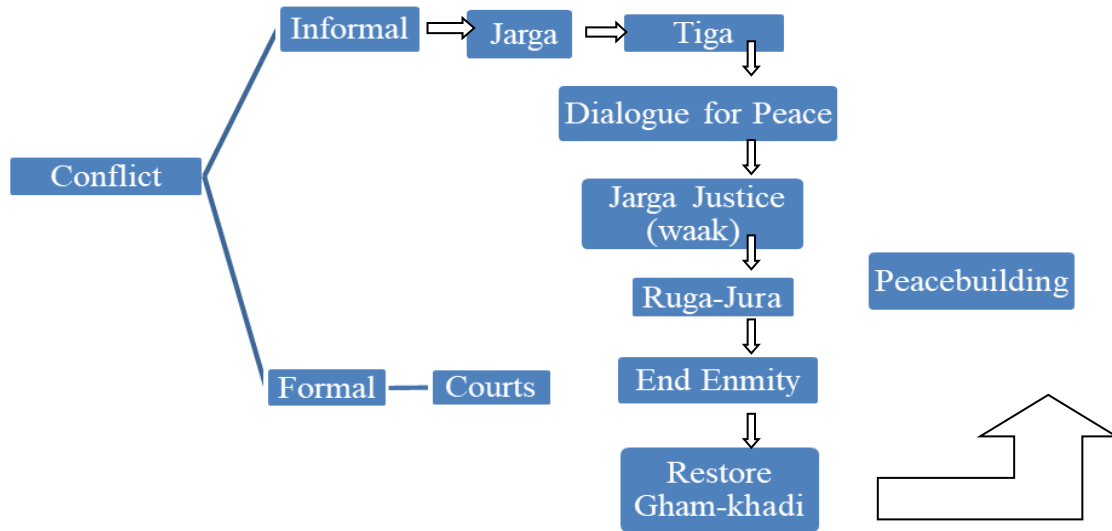 Informal
Jarga
Tiga
Dialogue for Peace
Conflict
Jarga Justice
(waak)
Peacebuilding
Ruga-Jura
End Enmity
Formal
Courts
Restore
Gham-khadi